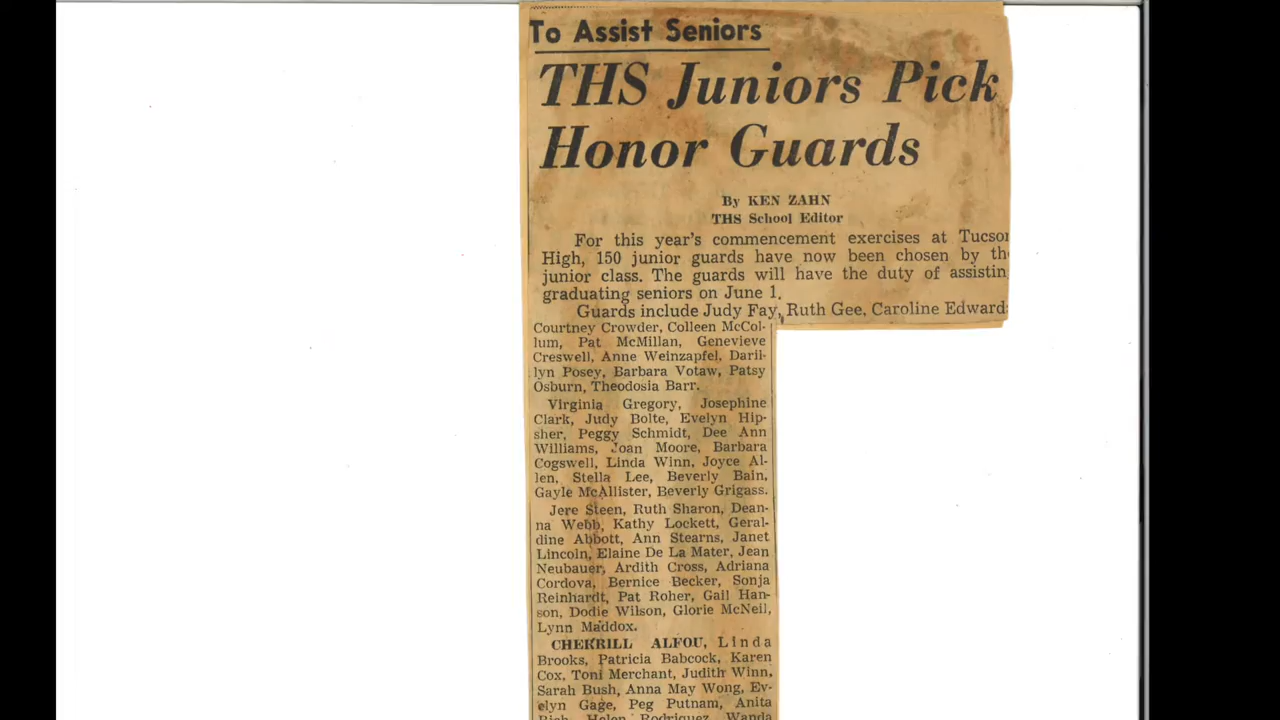 To Assist Seniors
THS Juniors Pick
Honor Guards
By KEN ZAHN
THS School Editor
For this year's commencement exercises at Tucson
High, 150 junior guards have now been chosen by the
junior class. The guards will have the duty of assistin
graduating seniors on June 1.
Guards include Judy Fay, Ruth Gee, Caroline Edward
Courtney Crowder, Colleen McCol-
lum, Pat McMillan, Genevieve
Creswell, Anne Weinzapfel, Daril-
lyn Posey, Barbara Votaw, Patsy
Osburn, Theodosia Barr.
Virginia Gregory, Josephine
Clark, Judy Bolte, Evelyn Hip-
sher, Peggy Schmidt, Dee Ann
Williams, Joan Moore, Barbara
Cogswell, Linda Winn, Joyce Al-
len, Stella Lee, Beverly Bain,
Gayle McAllister, Beverly Grigass.
Jere Steen, Ruth Sharon, Dean-
na Webb, Kathy Lockett, Geral-
dine Abbott, Ann Stearns, Janet
Lincoln, Elaine De La Mater, Jean
Neubauer, Ardith Cross, Adriana
Cordova, Bernice Becker, Sonja
Reinhardt, Pat Roher, Gail Han-
son, Dodie Wilson, Glorie McNeil,
Lynn Maddox.
CHERRILL ALFOU, Linda
Brooks, Patricia Babcock, Karen
Cox, Toni Merchant, Judith Winn,
Sarah Bush, Anna May Wong, Ev-
elyn Gage, Peg Putnam, Anita
Rich, Helen Rodriguez, Wanda